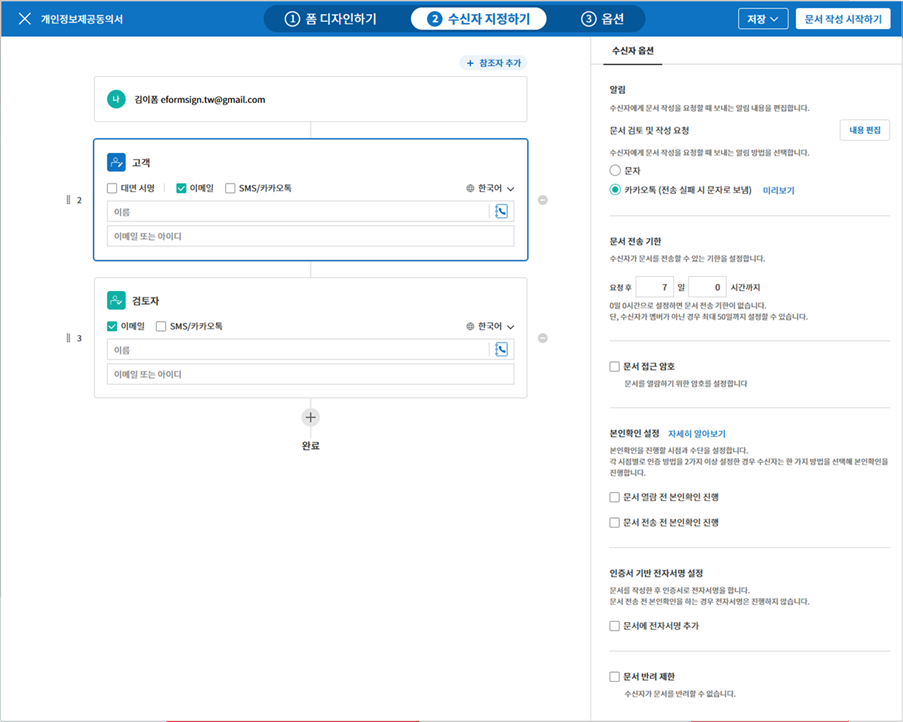 개인정보제공동의서
1 폼 디자인하기
2 수신자 지정하기
3 옵션
저장
문서 작성 시작하기
+ 참조자 추가
나 김이폼 eformsign.tw@gmail.com
2
고객
대면 서명
이메일
SMS/카카오톡
한국어
이름
이메일 또는 아이디
3
검토자
이메일
SMS/카카오톡
한국어
이름
이메일 또는 아이디
완료
수신자 옵션
알림
수신자에게 문서 작성을 요청할 때 보내는 알림 내용을 편집합니다.
문서 검토 및 작성 요청
내용 편집
수신자에게 문서 작성을 요청할 때 보내는 알림 방법을 선택합니다.
문자
카카오톡 (전송 실패 시 문자로 보냄) 미리보기
문서 전송 기한
수신자가 문서를 전송할 수 있는 기한을 설정합니다.
요청 후 7 일 0 시간까지
0일 0시간으로 설정하면 문서 전송 기한이 없습니다.
단, 수신자가 멤버가 아닌 경우 최대 50일까지 설정할 수 있습니다.
문서 접근 암호
문서를 열람하기 위한 암호를 설정합니다
본인확인 설정 자세히 알아보기
본인확인을 진행할 시점과 수단을 설정합니다.
각 시점별로 인증 방법을 2가지 이상 설정한 경우 수신자는 한 가지 방법을 선택해 본인확인을
진행합니다.
문서 열람 전 본인확인 진행
문서 전송 전 본인확인 진행
인증서 기반 전자서명 설정
문서를 작성한 후 인증서로 전자서명을 합니다.
문서 전송 전 본인확인을 하는 경우 전자서명은 진행하지 않습니다.
문서에 전자서명 추가
문서 반려 제한
수신자가 문서를 반려할 수 없습니다.